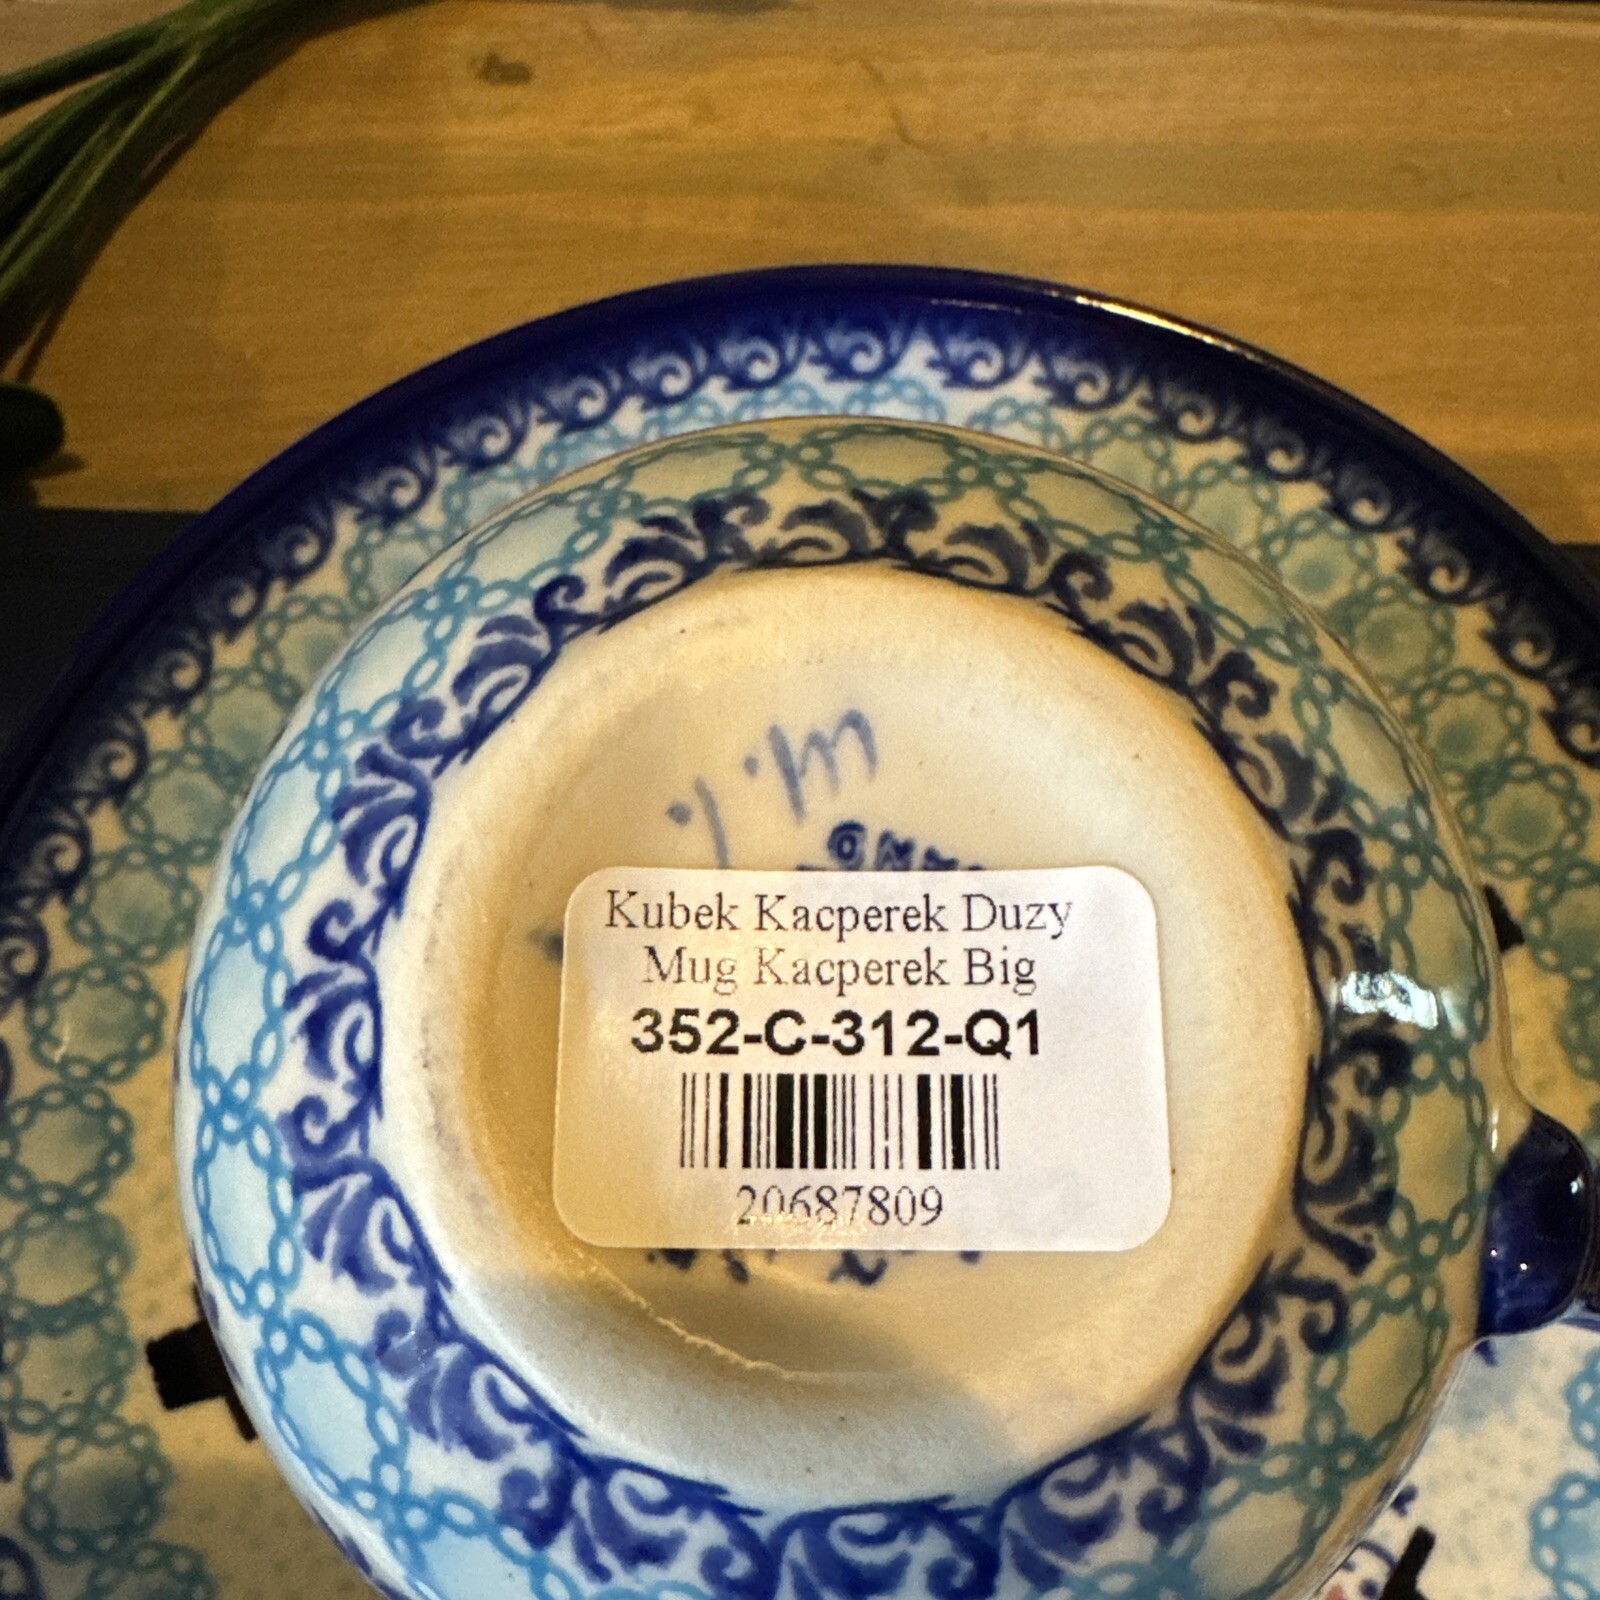 Kubek Kacperek Duzy
Mug Kacperek Big
352-C-312-Q1
20687809